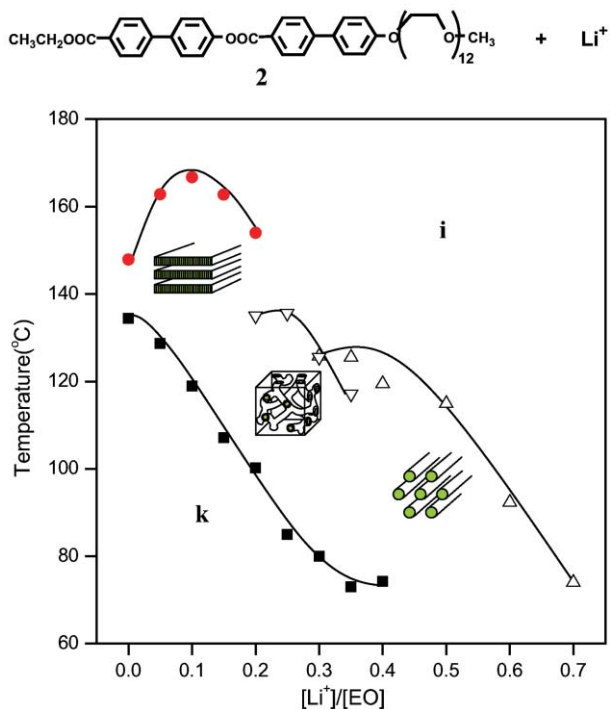 CH₃CH₂OOC OOC O O CH₃ + Li⁺
12
2
180
160
140
120
100
80
60
Temperature(°C)
i
k
0.0 0.1 0.2 0.3 0.4 0.5 0.6 0.7
[Li⁺]/[EO]